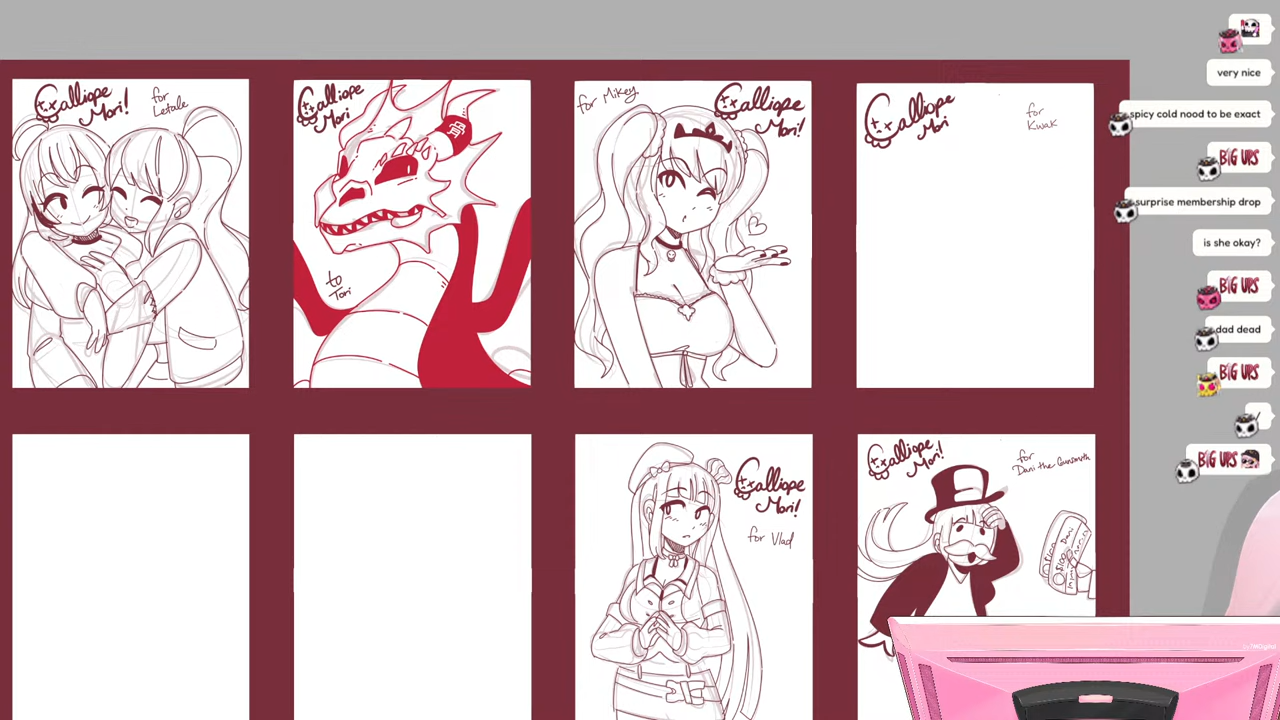 Calliope
Mori!
for
Lefale
Calliope
Mori
骨
to
Tori
for Mikey
Calliope
Mori!
Calliope
Mori
for
Kwak
Calliope
Mori!
for Vlad
Calliope
Mori!
for
Dani the Gunsmith
very nice
spicy cold nood to be exact
BIG UPS
surprise membership drop
is she okay?
BIG UPS
dad dead
BIG UPS
BIG UPS